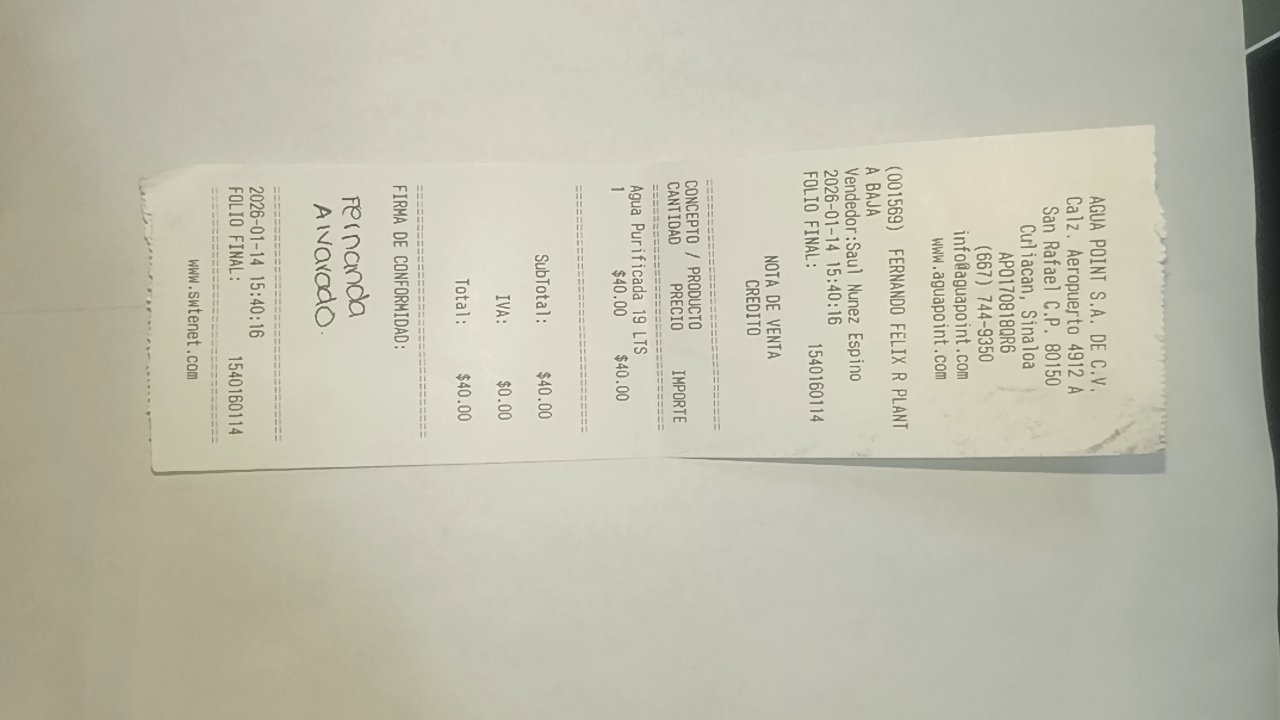 AGUA POINT S.A. DE C.V.
Calz. Aeropuerto 4912 A
San Rafael C.P. 80150
Culiacan, Sinaloa
APO170818QR6
(667) 744-9350
info@aguapoint.com
www.aguapoint.com
(001569) FERNANDO FELIX R PLANT
A BAJA
Vendedor:Saul Nunez Espino
2026-01-14 15:40:16
FOLIO FINAL: 1540160114
NOTA DE VENTA
CREDITO
CONCEPTO / PRODUCTO
CANTIDAD PRECIO IMPORTE
Agua Purificada 19 LTS
1 $40.00 $40.00
SubTotal: $40.00
IVA: $0.00
Total: $40.00
FIRMA DE CONFORMIDAD:
Fernanda
Alvarado.
2026-01-14 15:40:16
FOLIO FINAL: 1540160114
www.swtenet.com